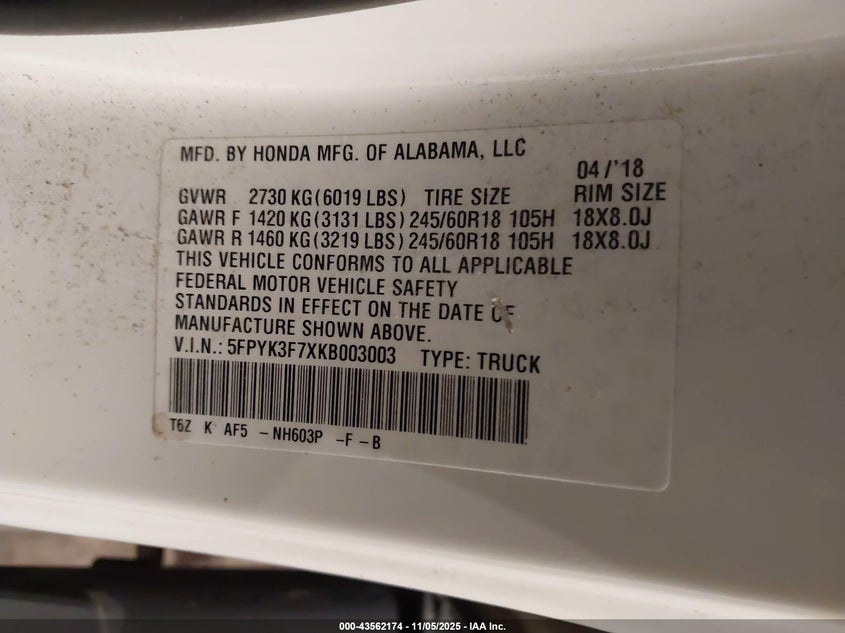 MFD. BY HONDA MFG. OF ALABAMA, LLC
04/'18
GVWR 2730 KG(6019 LBS) TIRE SIZE RIM SIZE
GAWR F 1420 KG(3131 LBS) 245/60R18 105H 18X8.0J
GAWR R 1460 KG(3219 LBS) 245/60R18 105H 18X8.0J
THIS VEHICLE CONFORMS TO ALL APPLICABLE
FEDERAL MOTOR VEHICLE SAFETY
STANDARDS IN EFFECT ON THE DATE OF
MANUFACTURE SHOWN ABOVE.
V.I.N.: 5FPYK3F7XKB003003 TYPE: TRUCK
T6Z K AF5 -NH603P -F -B
000-43562174 - 11/05/2025 - IAA Inc.